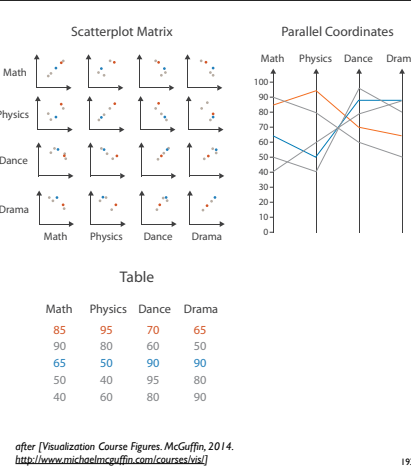 Scatterplot Matrix
Parallel Coordinates
Math
Physics
Dance
Drama
Math Physics Dance Drama
Math Physics Dance Dram
100
90
80
70
60
50
40
30
20
10
0
Table
Math Physics Dance Drama
85 95 70 65
90 80 60 50
65 50 90 90
50 40 95 80
40 60 80 90
after [Visualization Course Figures. McGuffin, 2014.
http://www.michaelmcguffin.com/courses/vis/]